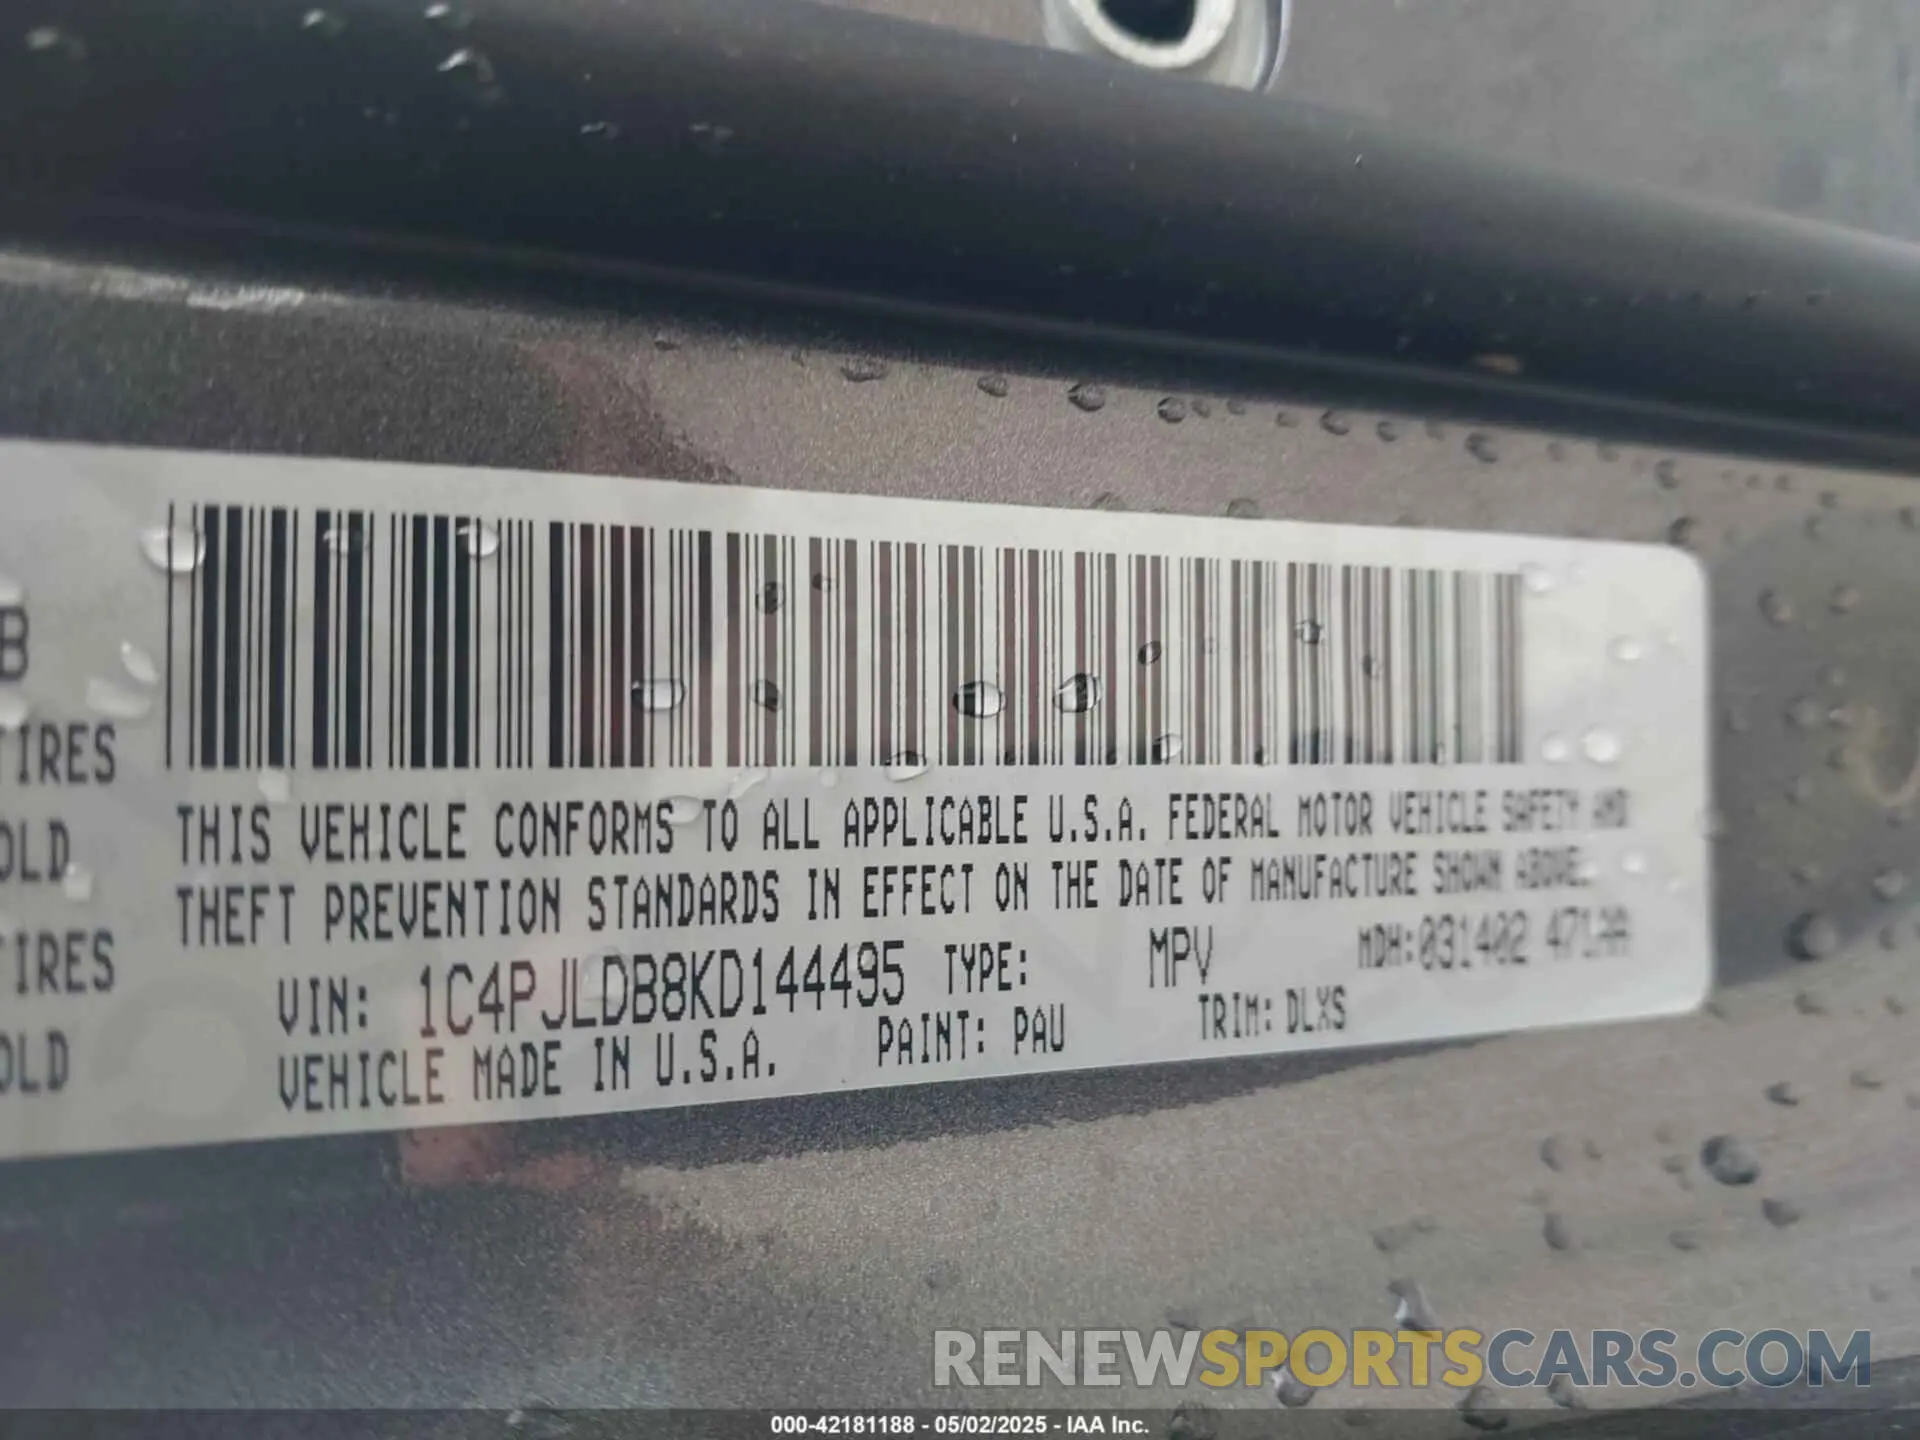 B
TIRES
OLD
TIRES
OLD
THIS VEHICLE CONFORMS TO ALL APPLICABLE U.S.A. FEDERAL MOTOR VEHICLE SAFETY AND
THEFT PREVENTION STANDARDS IN EFFECT ON THE DATE OF MANUFACTURE SHOWN ABOVE.
VIN: 1C4PJLDB8KD144495 TYPE: MPV MDH:031402 471AA
VEHICLE MADE IN U.S.A. PAINT: PAU TRIM: DLXS
RENEWSPORTSCARS.COM
000-42181188 - 05/02/2025 - IAA Inc.